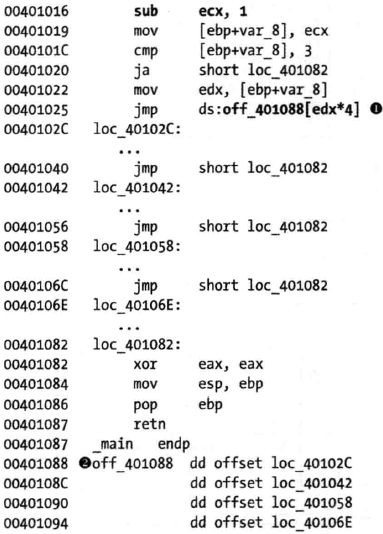 00401016 sub ecx, 1
00401019 mov [ebp+var_8], ecx
0040101C cmp [ebp+var_8], 3
00401020 ja short loc_401082
00401022 mov edx, [ebp+var_8]
00401025 jmp ds:off_401088[edx*4] ❶
0040102C loc_40102C:
...
00401040 jmp short loc_401082
00401042 loc_401042:
...
00401056 jmp short loc_401082
00401058 loc_401058:
...
0040106C jmp short loc_401082
0040106E loc_40106E:
...
00401082 loc_401082:
00401082 xor eax, eax
00401084 mov esp, ebp
00401086 pop ebp
00401087 retn
00401087 _main endp
00401088 ❷off_401088 dd offset loc_40102C
0040108C dd offset loc_401042
00401090 dd offset loc_401058
00401094 dd offset loc_40106E